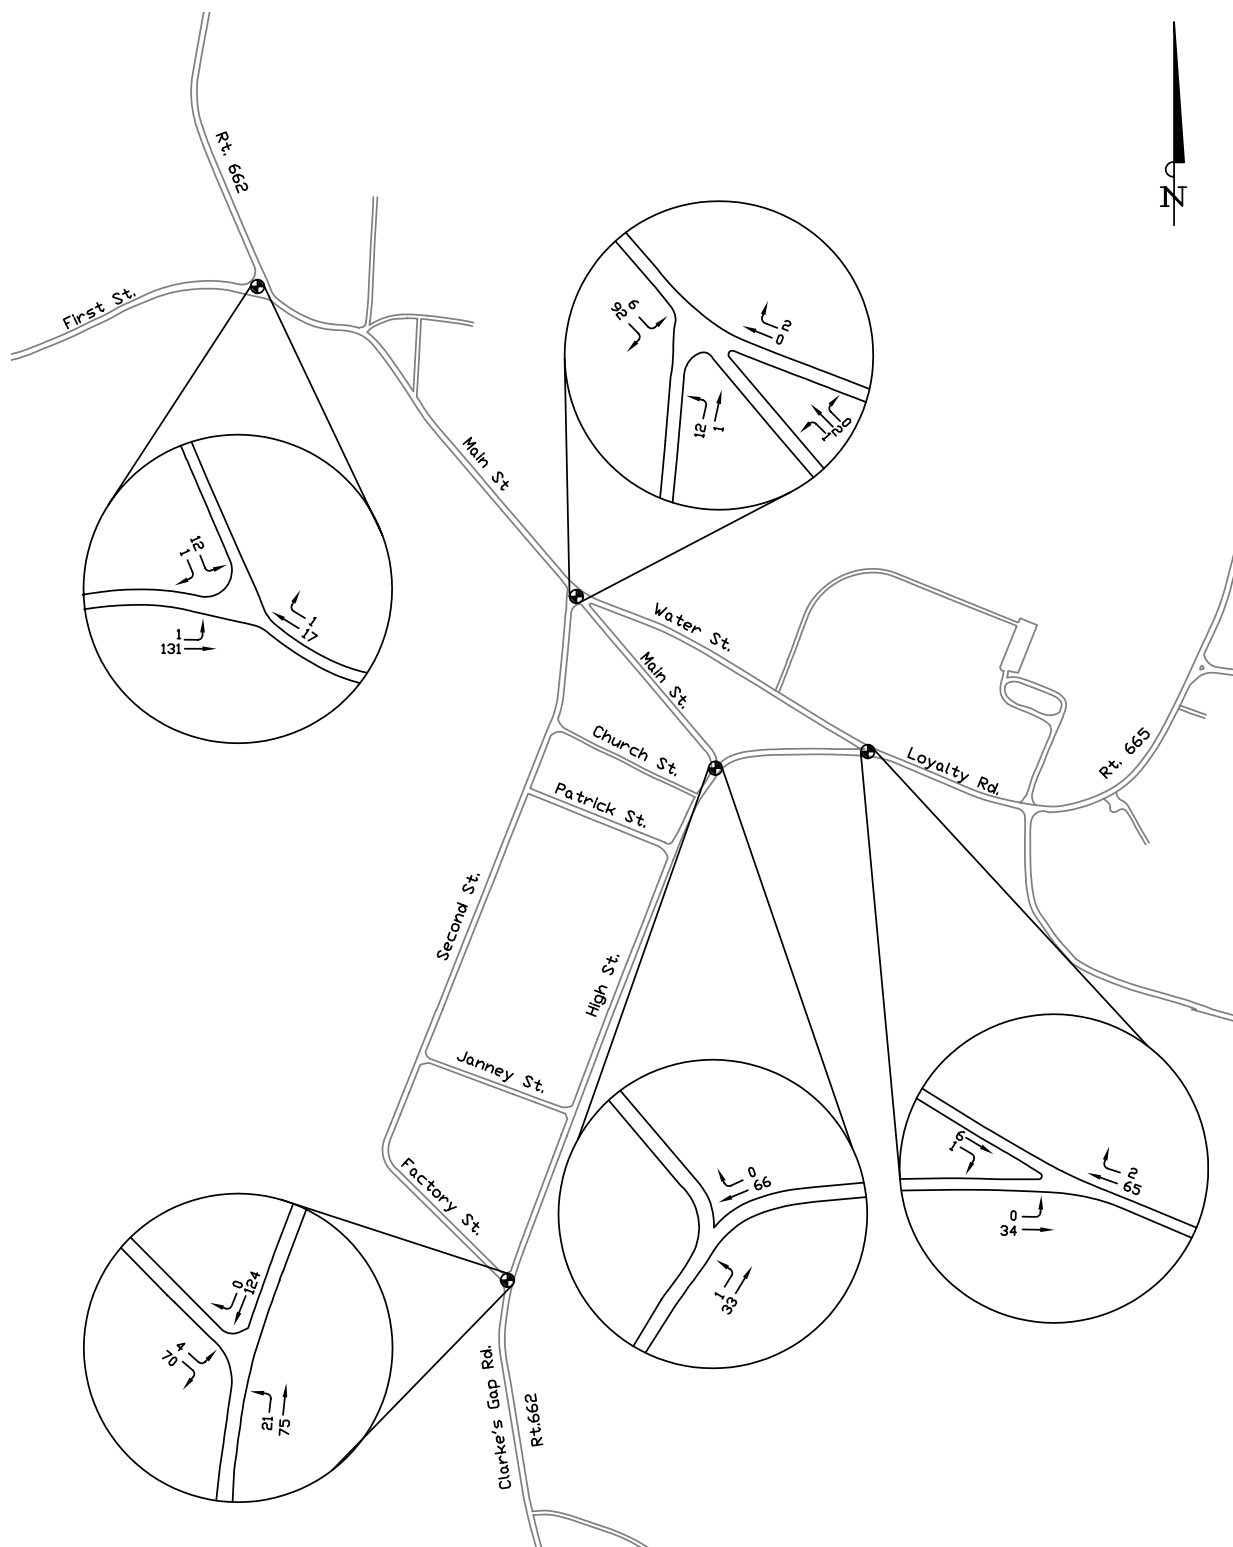 Rt. 662
N
First St.
6
92
2
0
12
1
1
2
0
Main St
12
1
1
17
1
131
Water St.
Main St.
Church St.
Loyalty Rd.
Rt. 665
Patrick St.
Second St.
High St.
Janney St.
Factory St.
6
1
2
65
0
34
0
66
1
33
0
124
4
70
21
75
Clarke's Gap Rd.
Rt.662